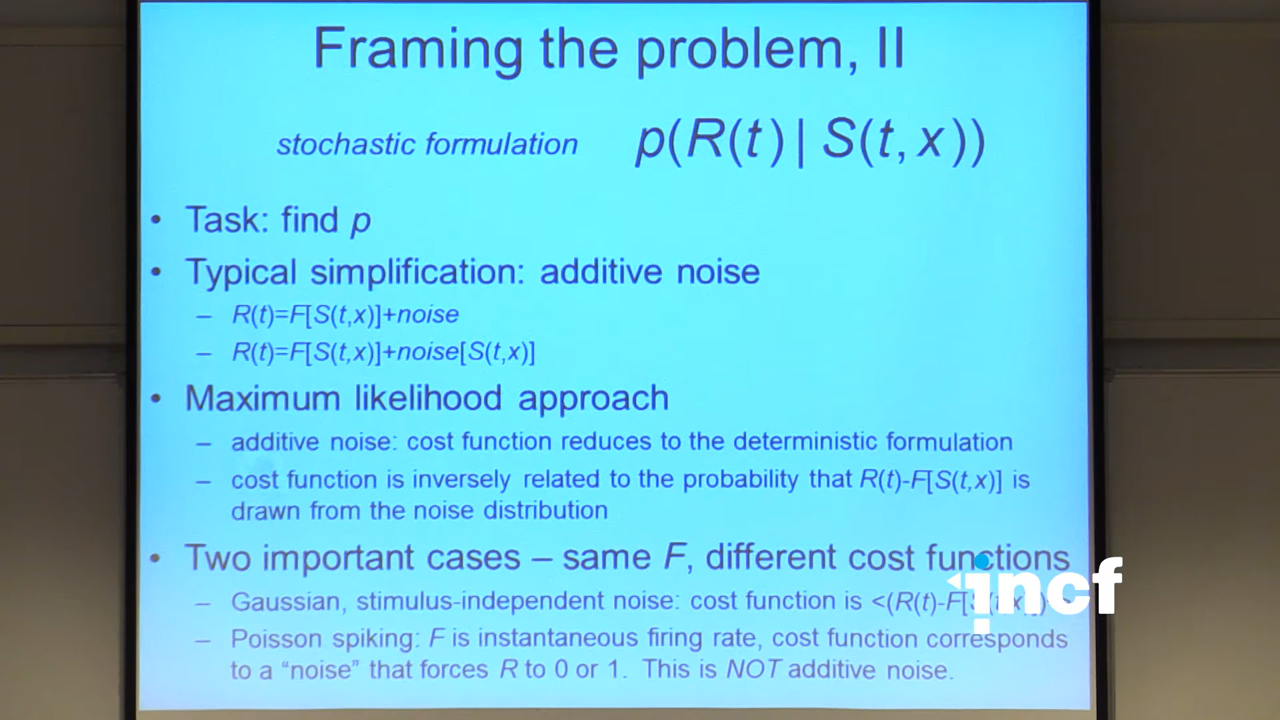 Framing the problem, II
stochastic formulation p(R(t) | S(t, x))
• Task: find p
• Typical simplification: additive noise
– R(t)=F[S(t,x)]+noise
– R(t)=F[S(t,x)]+noise[S(t,x)]
• Maximum likelihood approach
– additive noise: cost function reduces to the deterministic formulation
– cost function is inversely related to the probability that R(t)-F[S(t,x)] is
drawn from the noise distribution
• Two important cases – same F, different cost functions
– Gaussian, stimulus-independent noise: cost function is <(R(t)-F[
– Poisson spiking: F is instantaneous firing rate, cost function corresponds
to a “noise” that forces R to 0 or 1. This is NOT additive noise.
incf